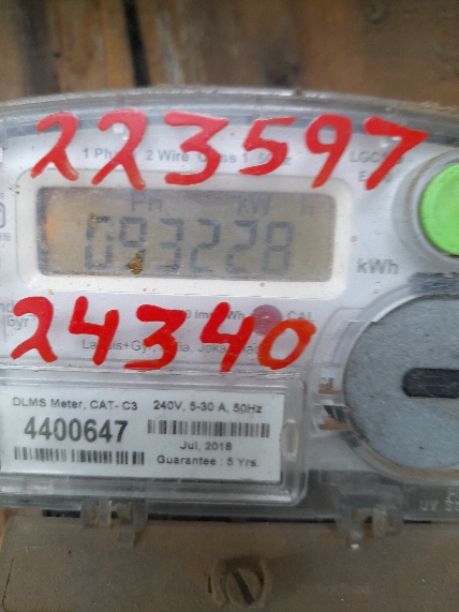 223597
1 Ph 2 Wire Class 1 50Hz
Ph kW h
093228
kWh
24340
CAL
DLMS Meter, CAT- C3 240V, 5-30 A, 50Hz
4400647
Jul, 2018
Guarantee : 5 Yrs.